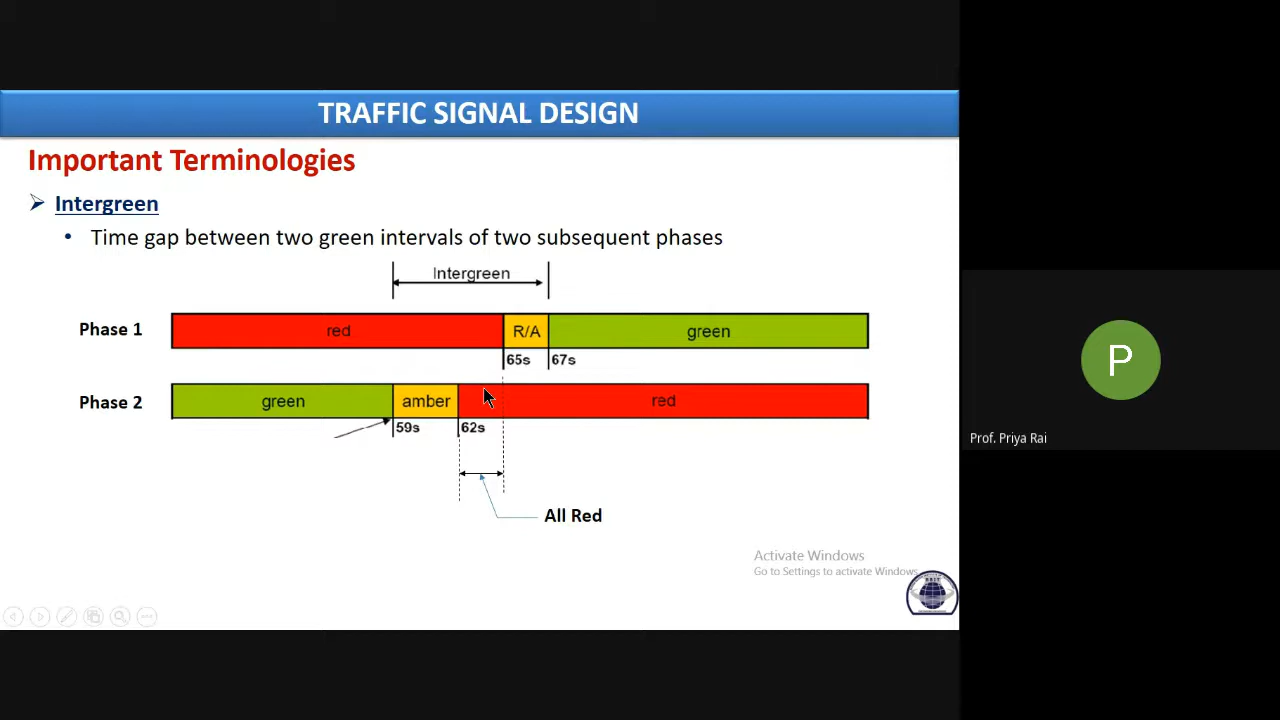 TRAFFIC SIGNAL DESIGN
Important Terminologies
Intergreen
Time gap between two green intervals of two subsequent phases
Intergreen
Phase 1
red
R/A
green
65s
67s
Phase 2
green
amber
red
59s
62s
All Red
Activate Windows
Go to Settings to activate Windows.
P
Prof. Priya Rai